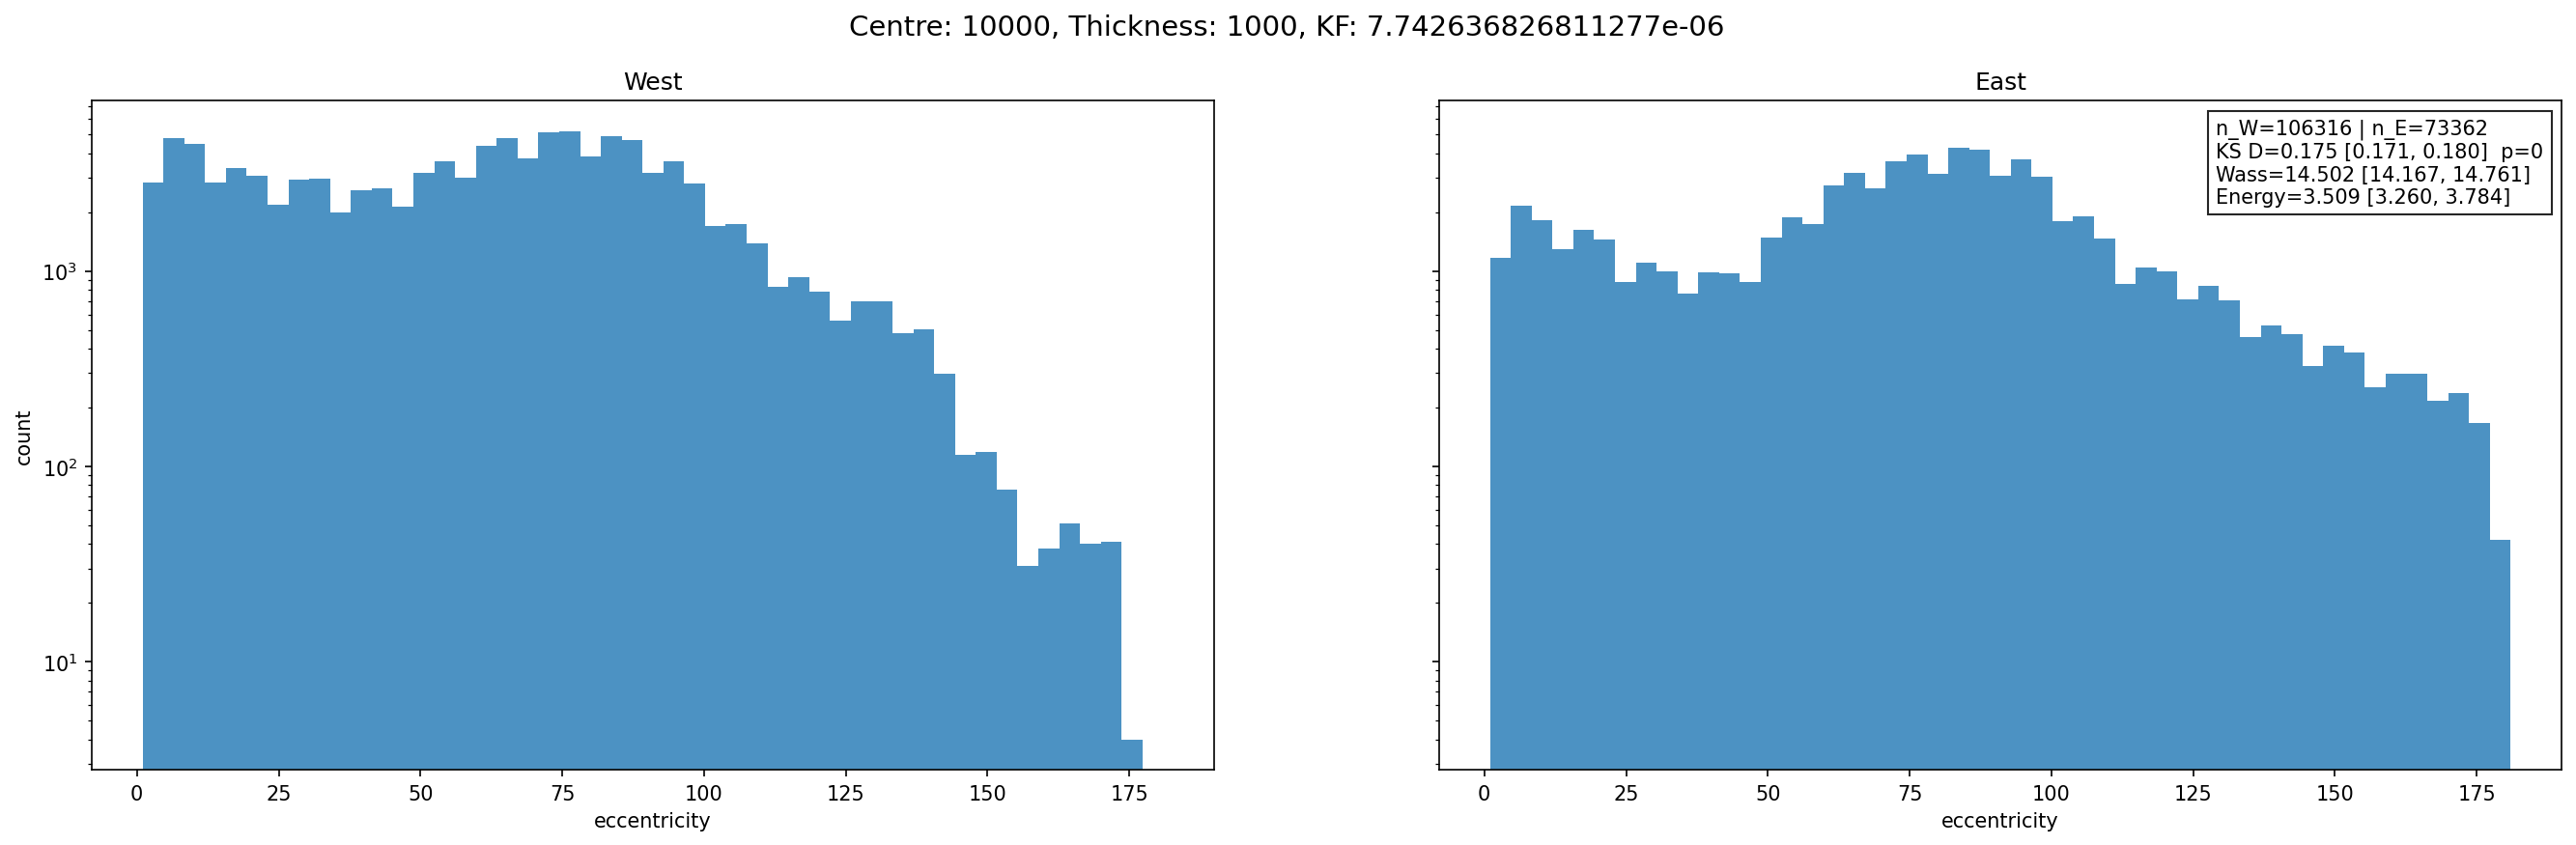 Centre: 10000, Thickness: 1000, KF: 7.742636826811277e-06
West
East
n_W=106316 | n_E=73362
KS D=0.175 [0.171, 0.180]  p=0
Wass=14.502 [14.167, 14.761]
Energy=3.509 [3.260, 3.784]
10³
10²
10¹
count
0 25 50 75 100 125 150 175
0 25 50 75 100 125 150 175
eccentricity
eccentricity